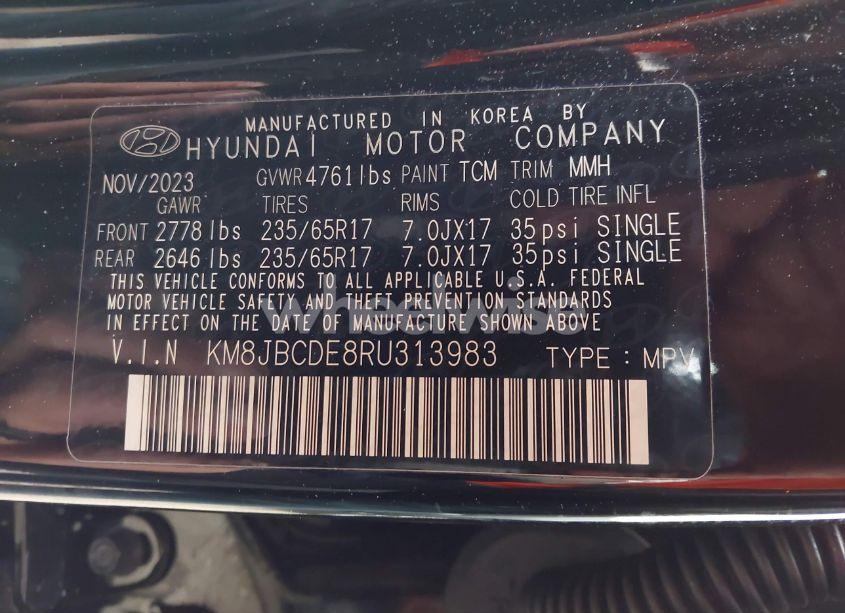 MANUFACTURED IN KOREA BY
HYUNDAI MOTOR COMPANY
NOV/2023 GVWR 4761 lbs PAINT TCM TRIM MMH
GAWR TIRES RIMS COLD TIRE INFL
FRONT 2778 lbs 235/65R17 7.0JX17 35psi SINGLE
REAR 2646 lbs 235/65R17 7.0JX17 35psi SINGLE
THIS VEHICLE CONFORMS TO ALL APPLICABLE U.S.A. FEDERAL
MOTOR VEHICLE SAFETY AND THEFT PREVENTION STANDARDS
IN EFFECT ON THE DATE OF MANUFACTURE SHOWN ABOVE
V.I.N KM8JBCDE8RU313983 TYPE : MPV